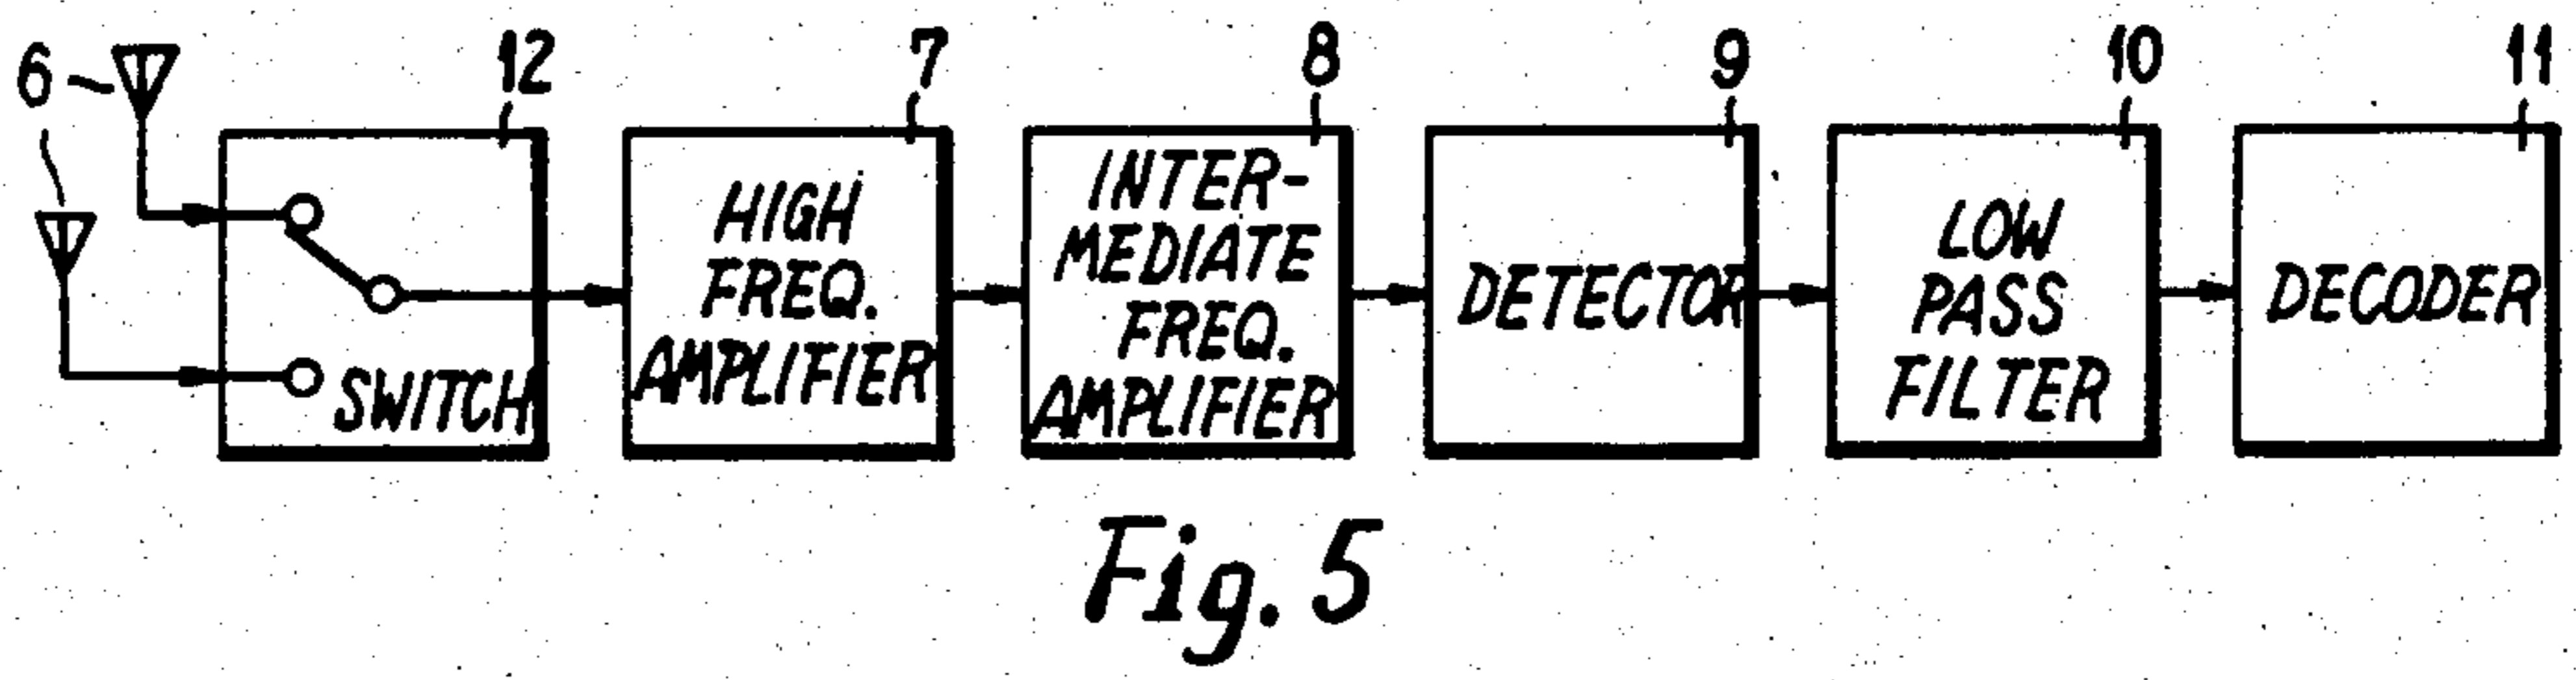 6
12
7
8
9
10
11
SWITCH
HIGH
FREQ.
AMPLIFIER
INTER-
MEDIATE
FREQ.
AMPLIFIER
DETECTOR
LOW
PASS
FILTER
DECODER
Fig. 5